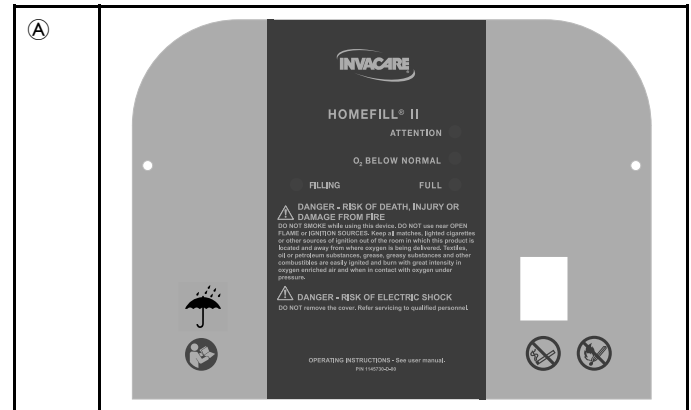 Ⓐ
INVACARE
HOMEFILL® II
ATTENTION
O₂ BELOW NORMAL
FILLING FULL
DANGER - RISK OF DEATH, INJURY OR
DAMAGE FROM FIRE
DO NOT SMOKE while using this device. DO NOT use near OPEN
FLAME or IGNITION SOURCES. Keep all matches, lighted cigarettes
or other sources of ignition out of the room in which this product is
located and away from where oxygen is being delivered. Textiles,
oil or petroleum substances, grease, greasy substances and other
combustibles are easily ignited and burn with great intensity in
oxygen enriched air and when in contact with oxygen under
pressure.
DANGER - RISK OF ELECTRIC SHOCK
DO NOT remove the cover. Refer servicing to qualified personnel.
OPERATING INSTRUCTIONS - See user manual.
P/N 1145730-D-00